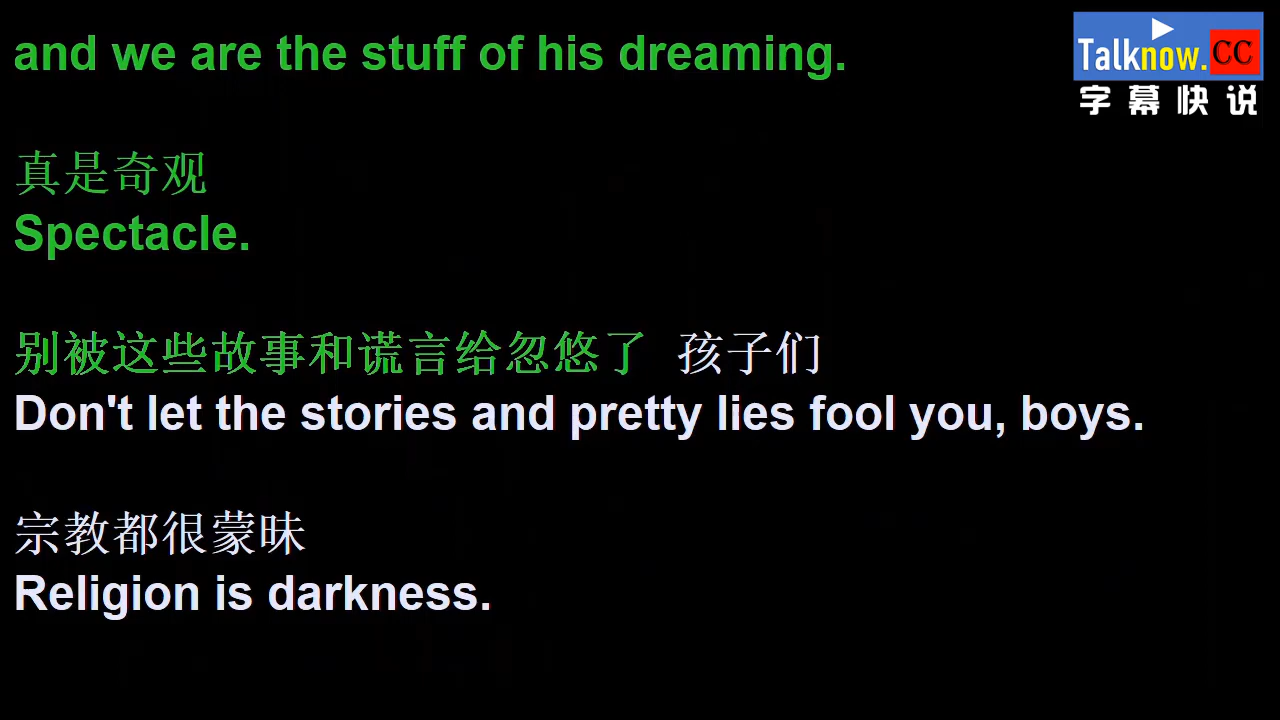 and we are the stuff of his dreaming.
Talknow.CC
字幕快说
真是奇观
Spectacle.
别被这些故事和谎言给忽悠了 孩子们
Don't let the stories and pretty lies fool you, boys.
宗教都很蒙昧
Religion is darkness.